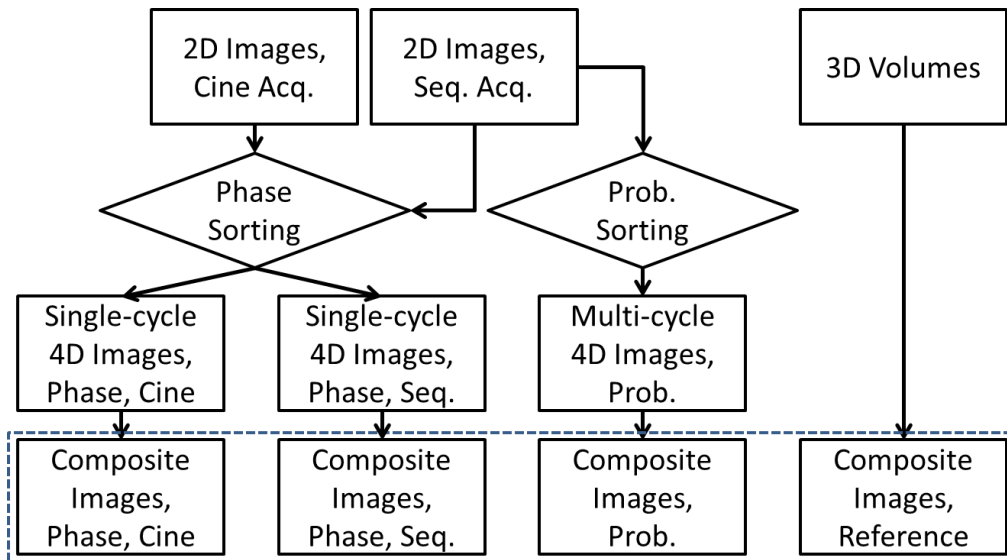 2D Images,
Cine Acq.
2D Images,
Seq. Acq.
3D Volumes
Phase
Sorting
Prob.
Sorting
Single-cycle
4D Images,
Phase, Cine
Single-cycle
4D Images,
Phase, Seq.
Multi-cycle
4D Images,
Prob.
Composite
Images,
Phase, Cine
Composite
Images,
Phase, Seq.
Composite
Images,
Prob.
Composite
Images,
Reference